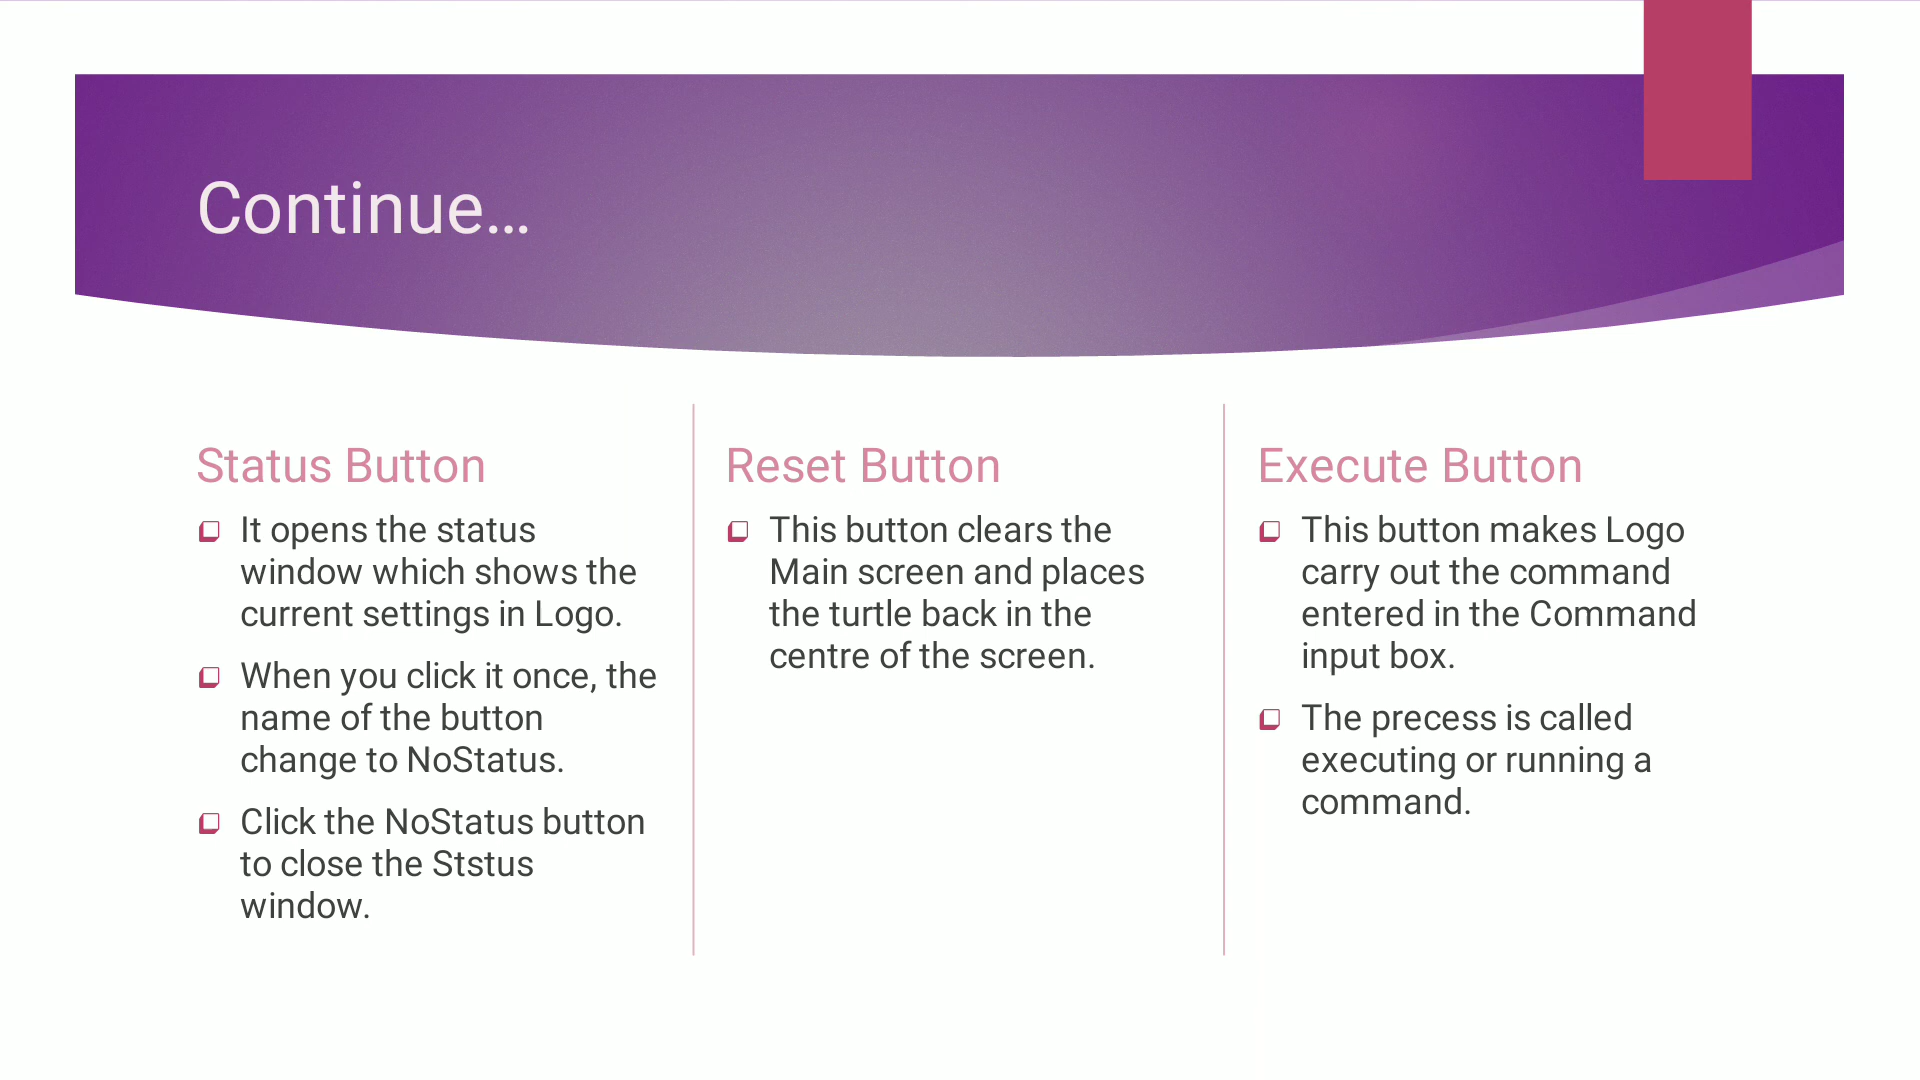 Continue…
Status Button
It opens the status
window which shows the
current settings in Logo.
When you click it once, the
name of the button
change to NoStatus.
Click the NoStatus button
to close the Ststus
window.
Reset Button
This button clears the
Main screen and places
the turtle back in the
centre of the screen.
Execute Button
This button makes Logo
carry out the command
entered in the Command
input box.
The precess is called
executing or running a
command.